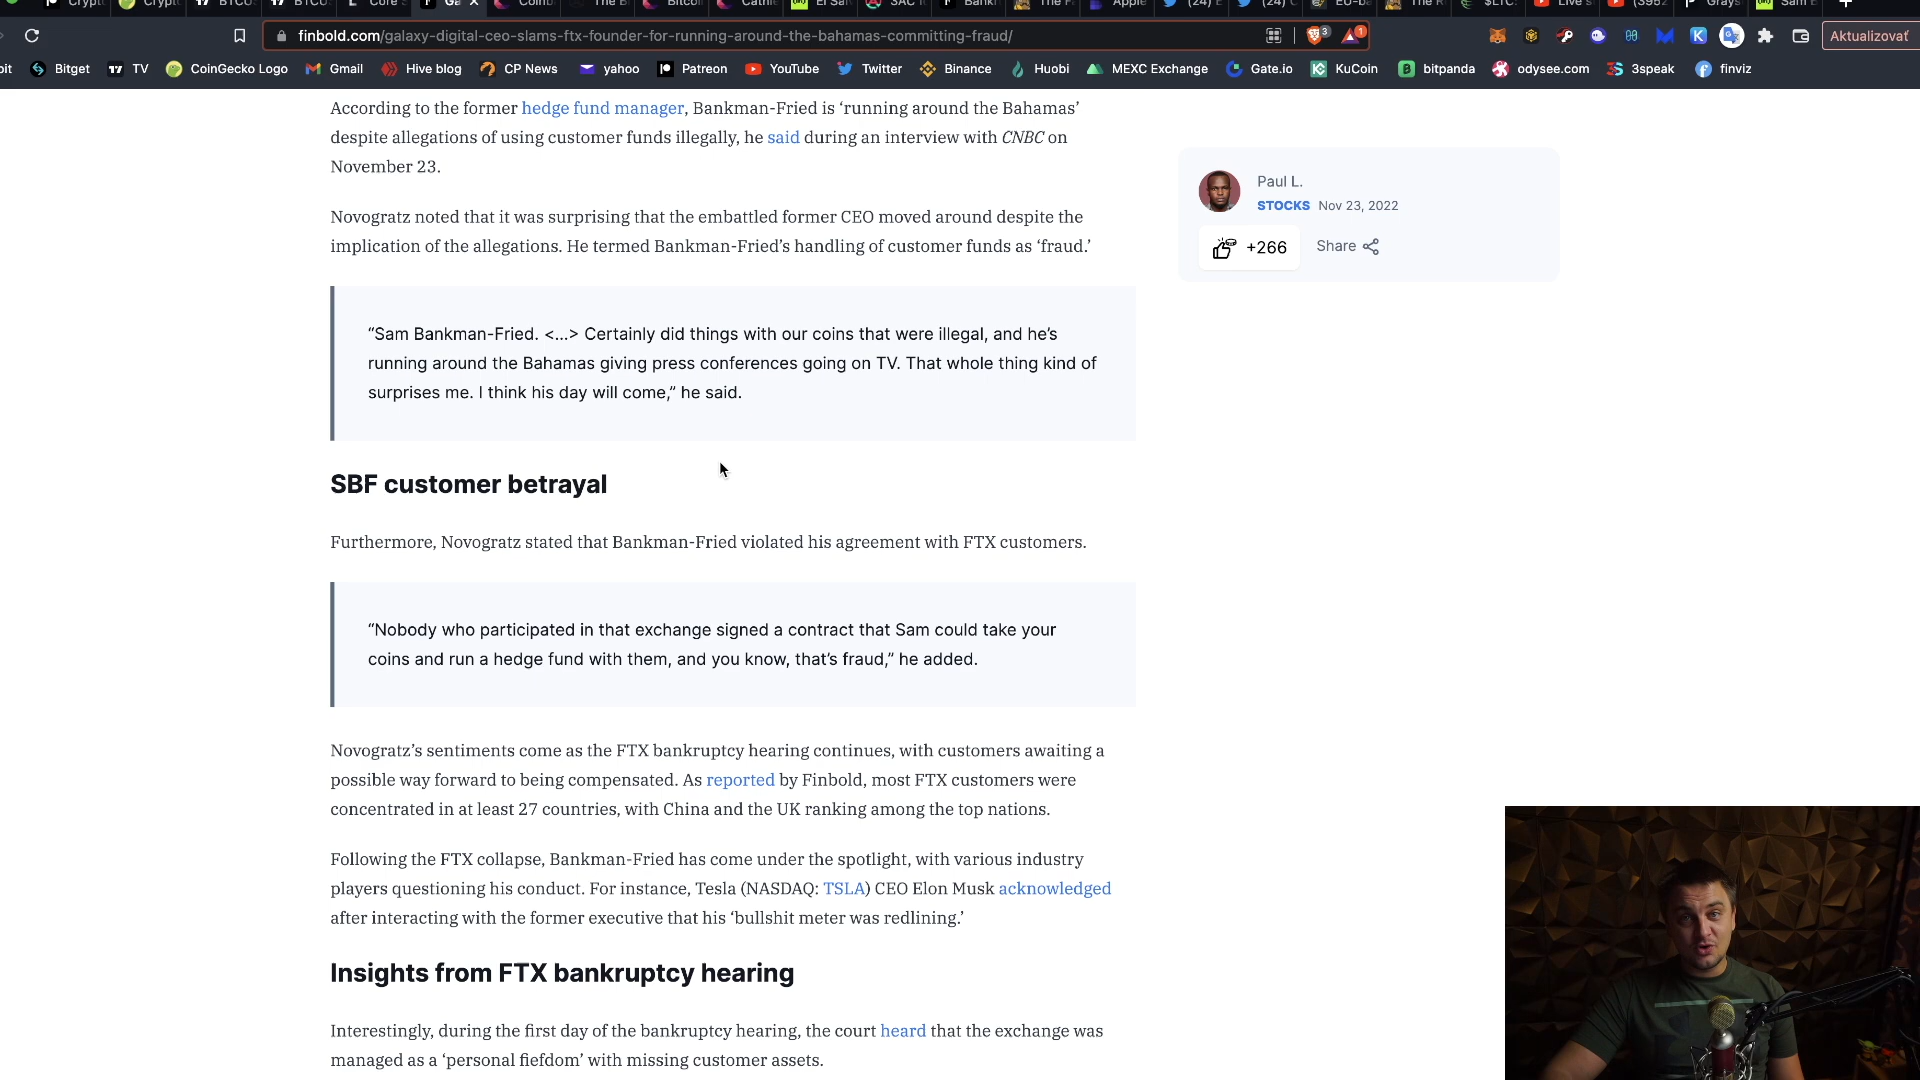 finbold.com/galaxy-digital-ceo-slams-ftx-founder-for-running-around-the-bahamas-committing-fraud/
3
1
Aktualizovať
Bitget
TV
CoinGecko Logo
Gmail
Hive blog
CP News
yahoo
Patreon
YouTube
Twitter
Binance
Huobi
MEXC Exchange
Gate.io
KuCoin
bitpanda
odysee.com
3speak
finviz
According to the former hedge fund manager, Bankman-Fried is ‘running around the Bahamas’
despite allegations of using customer funds illegally, he said during an interview with CNBC on
November 23.
Novogratz noted that it was surprising that the embattled former CEO moved around despite the
implication of the allegations. He termed Bankman-Fried’s handling of customer funds as ‘fraud.’
“Sam Bankman-Fried. <…> Certainly did things with our coins that were illegal, and he’s
running around the Bahamas giving press conferences going on TV. That whole thing kind of
surprises me. I think his day will come,” he said.
SBF customer betrayal
Furthermore, Novogratz stated that Bankman-Fried violated his agreement with FTX customers.
“Nobody who participated in that exchange signed a contract that Sam could take your
coins and run a hedge fund with them, and you know, that’s fraud,” he added.
Novogratz’s sentiments come as the FTX bankruptcy hearing continues, with customers awaiting a
possible way forward to being compensated. As reported by Finbold, most FTX customers were
concentrated in at least 27 countries, with China and the UK ranking among the top nations.
Following the FTX collapse, Bankman-Fried has come under the spotlight, with various industry
players questioning his conduct. For instance, Tesla (NASDAQ: TSLA) CEO Elon Musk acknowledged
after interacting with the former executive that his ‘bullshit meter was redlining.’
Insights from FTX bankruptcy hearing
Interestingly, during the first day of the bankruptcy hearing, the court heard that the exchange was
managed as a ‘personal fiefdom’ with missing customer assets.
Paul L.
STOCKS Nov 23, 2022
+266
Share